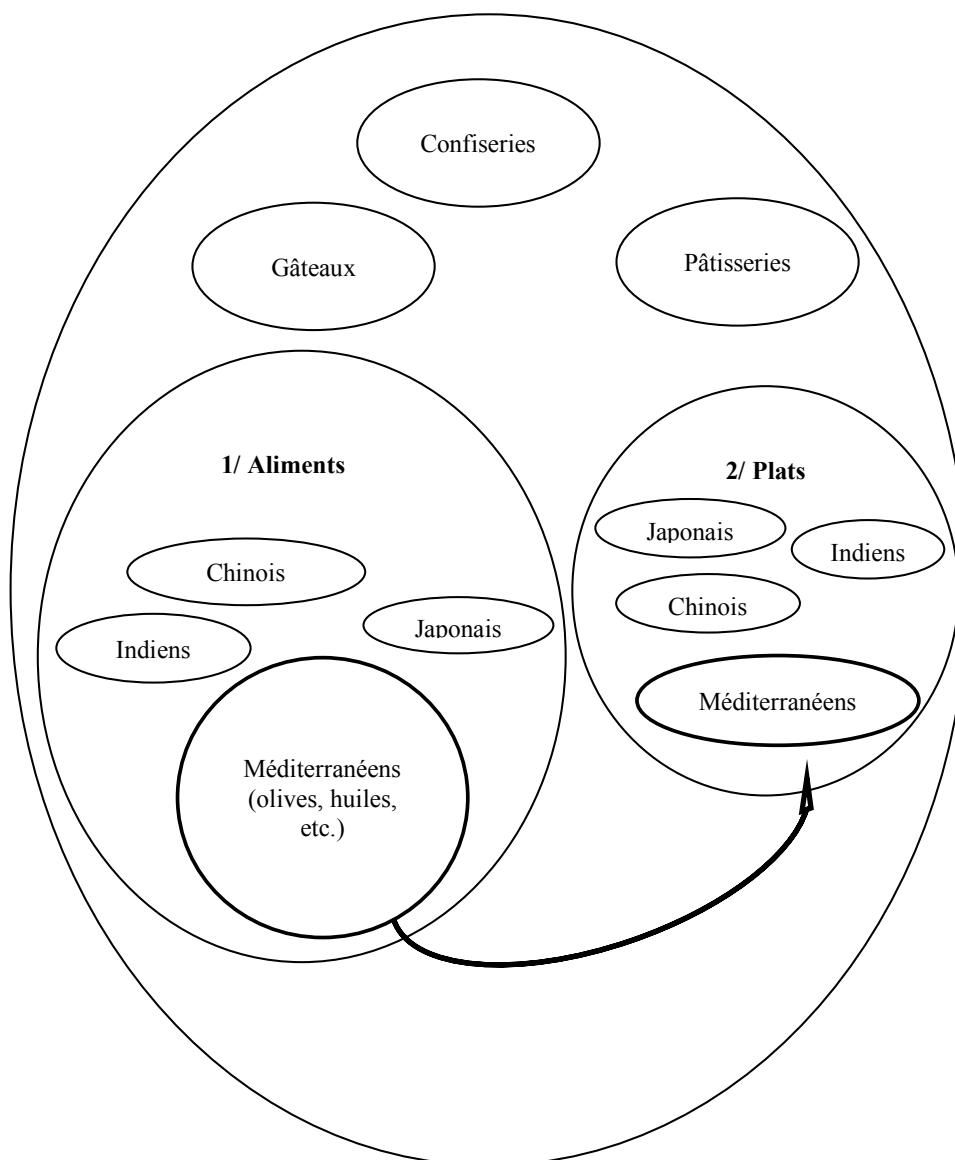 Confiseries
Gâteaux
Pâtisseries
1/ Aliments
Chinois
Indiens
Japonais
Méditerranéens
(olives, huiles,
etc.)
2/ Plats
Japonais
Indiens
Chinois
Méditerranéens